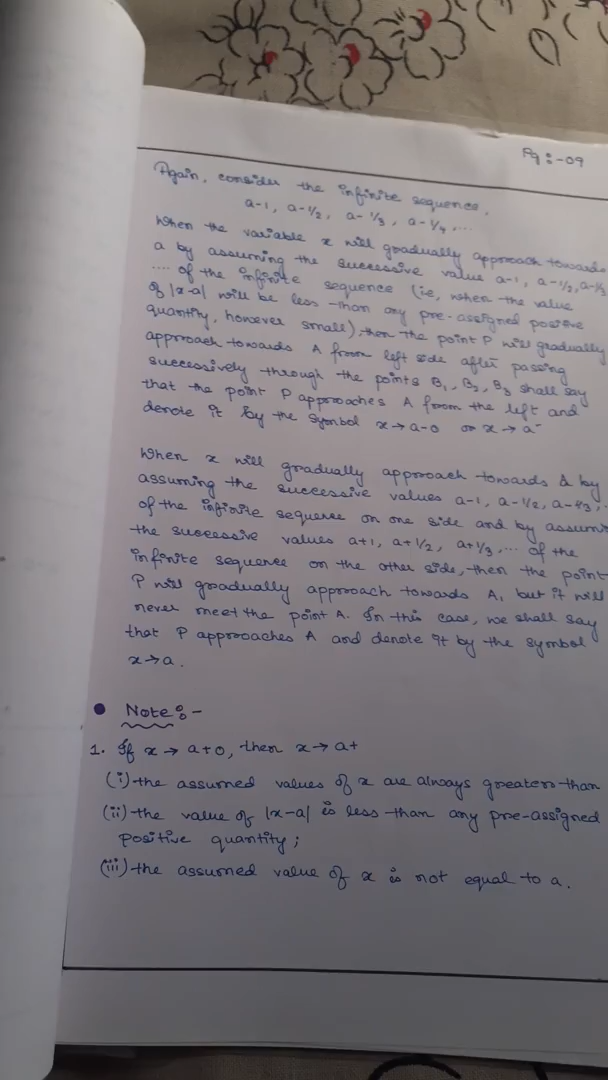 Pg :- 09
Again, consider the infinite sequence,
a-1, a-1/2, a-1/3, a-1/4, ...
When the variable x will gradually approach towards
a by assuming the successive value a-1, a-1/2, a-1/3
.... of the infinite sequence (i.e, when the value
of |x-a| will be less than any pre-assigned positive
quantity, however small), then the point P will gradually
approach towards A from left side after passing
successively through the points B₁, B₂, B₃ shall say
that the point P approaches A from the left and
denote it by the symbol x→a-0 or x→a⁻
When x will gradually approach towards a by
assuming the successive values a-1, a-1/2, a-1/3, ..
of the infinite sequence on one side and by assum
the successive values a+1, a+1/2, a+1/3, ... of the
infinite sequence on the other side, then the point
P will gradually approach towards A, but it will
never meet the point A. In this case, we shall say
that P approaches A and denote it by the symbol
x→a.
• Note :-
1. If x→ a+0, then x→ a+
(i) the assumed values of x are always greater than
(ii) the value of |x-a| is less than any pre-assigned
positive quantity;
(iii) the assumed value of x is not equal to a.